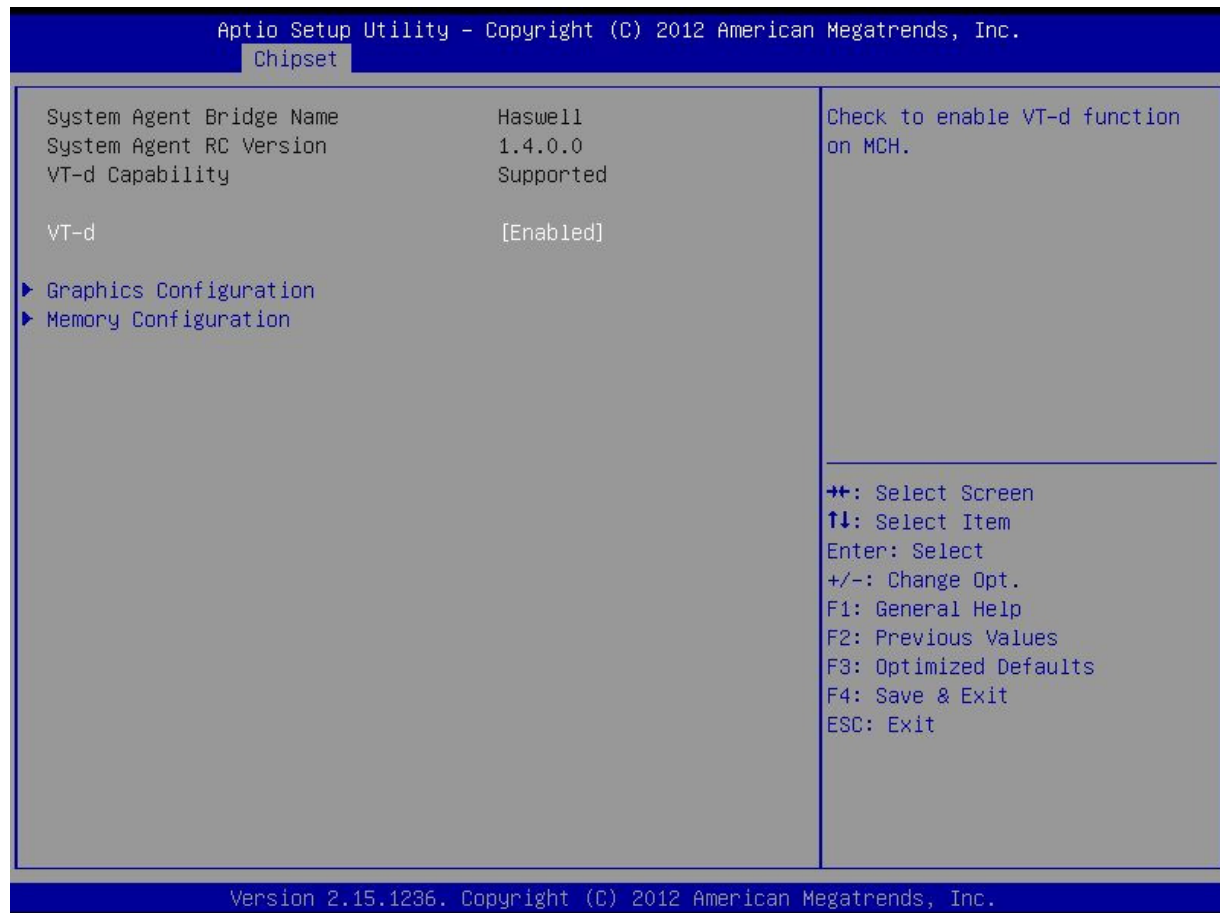 Aptio Setup Utility – Copyright (C) 2012 American Megatrends, Inc.
Chipset
System Agent Bridge Name Haswell
System Agent RC Version 1.4.0.0
VT-d Capability Supported
VT-d [Enabled]
► Graphics Configuration
► Memory Configuration
Check to enable VT-d function
on MCH.
→←: Select Screen
↑↓: Select Item
Enter: Select
+/-: Change Opt.
F1: General Help
F2: Previous Values
F3: Optimized Defaults
F4: Save & Exit
ESC: Exit
Version 2.15.1236. Copyright (C) 2012 American Megatrends, Inc.